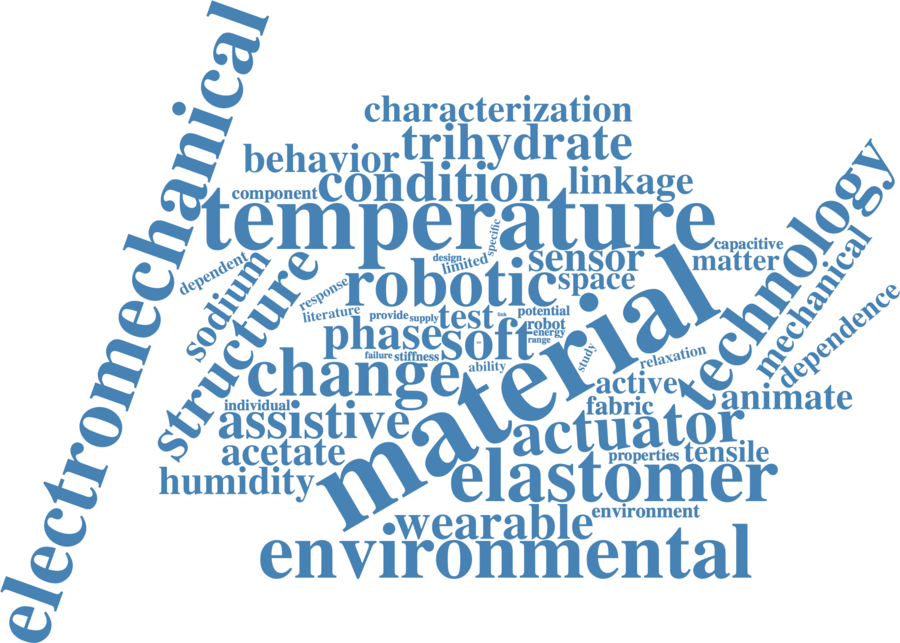 electromechanical
characterization
trihydrate
behavior
condition
linkage
component
temperature
specific
capacitive
technology
dependent
sodium
structure
design
limited
sensor
matter
mechanical
response
robotic
space
dependence
literature
provide
supply
test
link
potential
phase
soft
robot
energy
range
material
failure
stiffness
study
relaxation
change
ability
active
animate
individual
assistive
fabric
actuator
acetate
properties
tensile
humidity
elastomer
wearable
environment
environmental